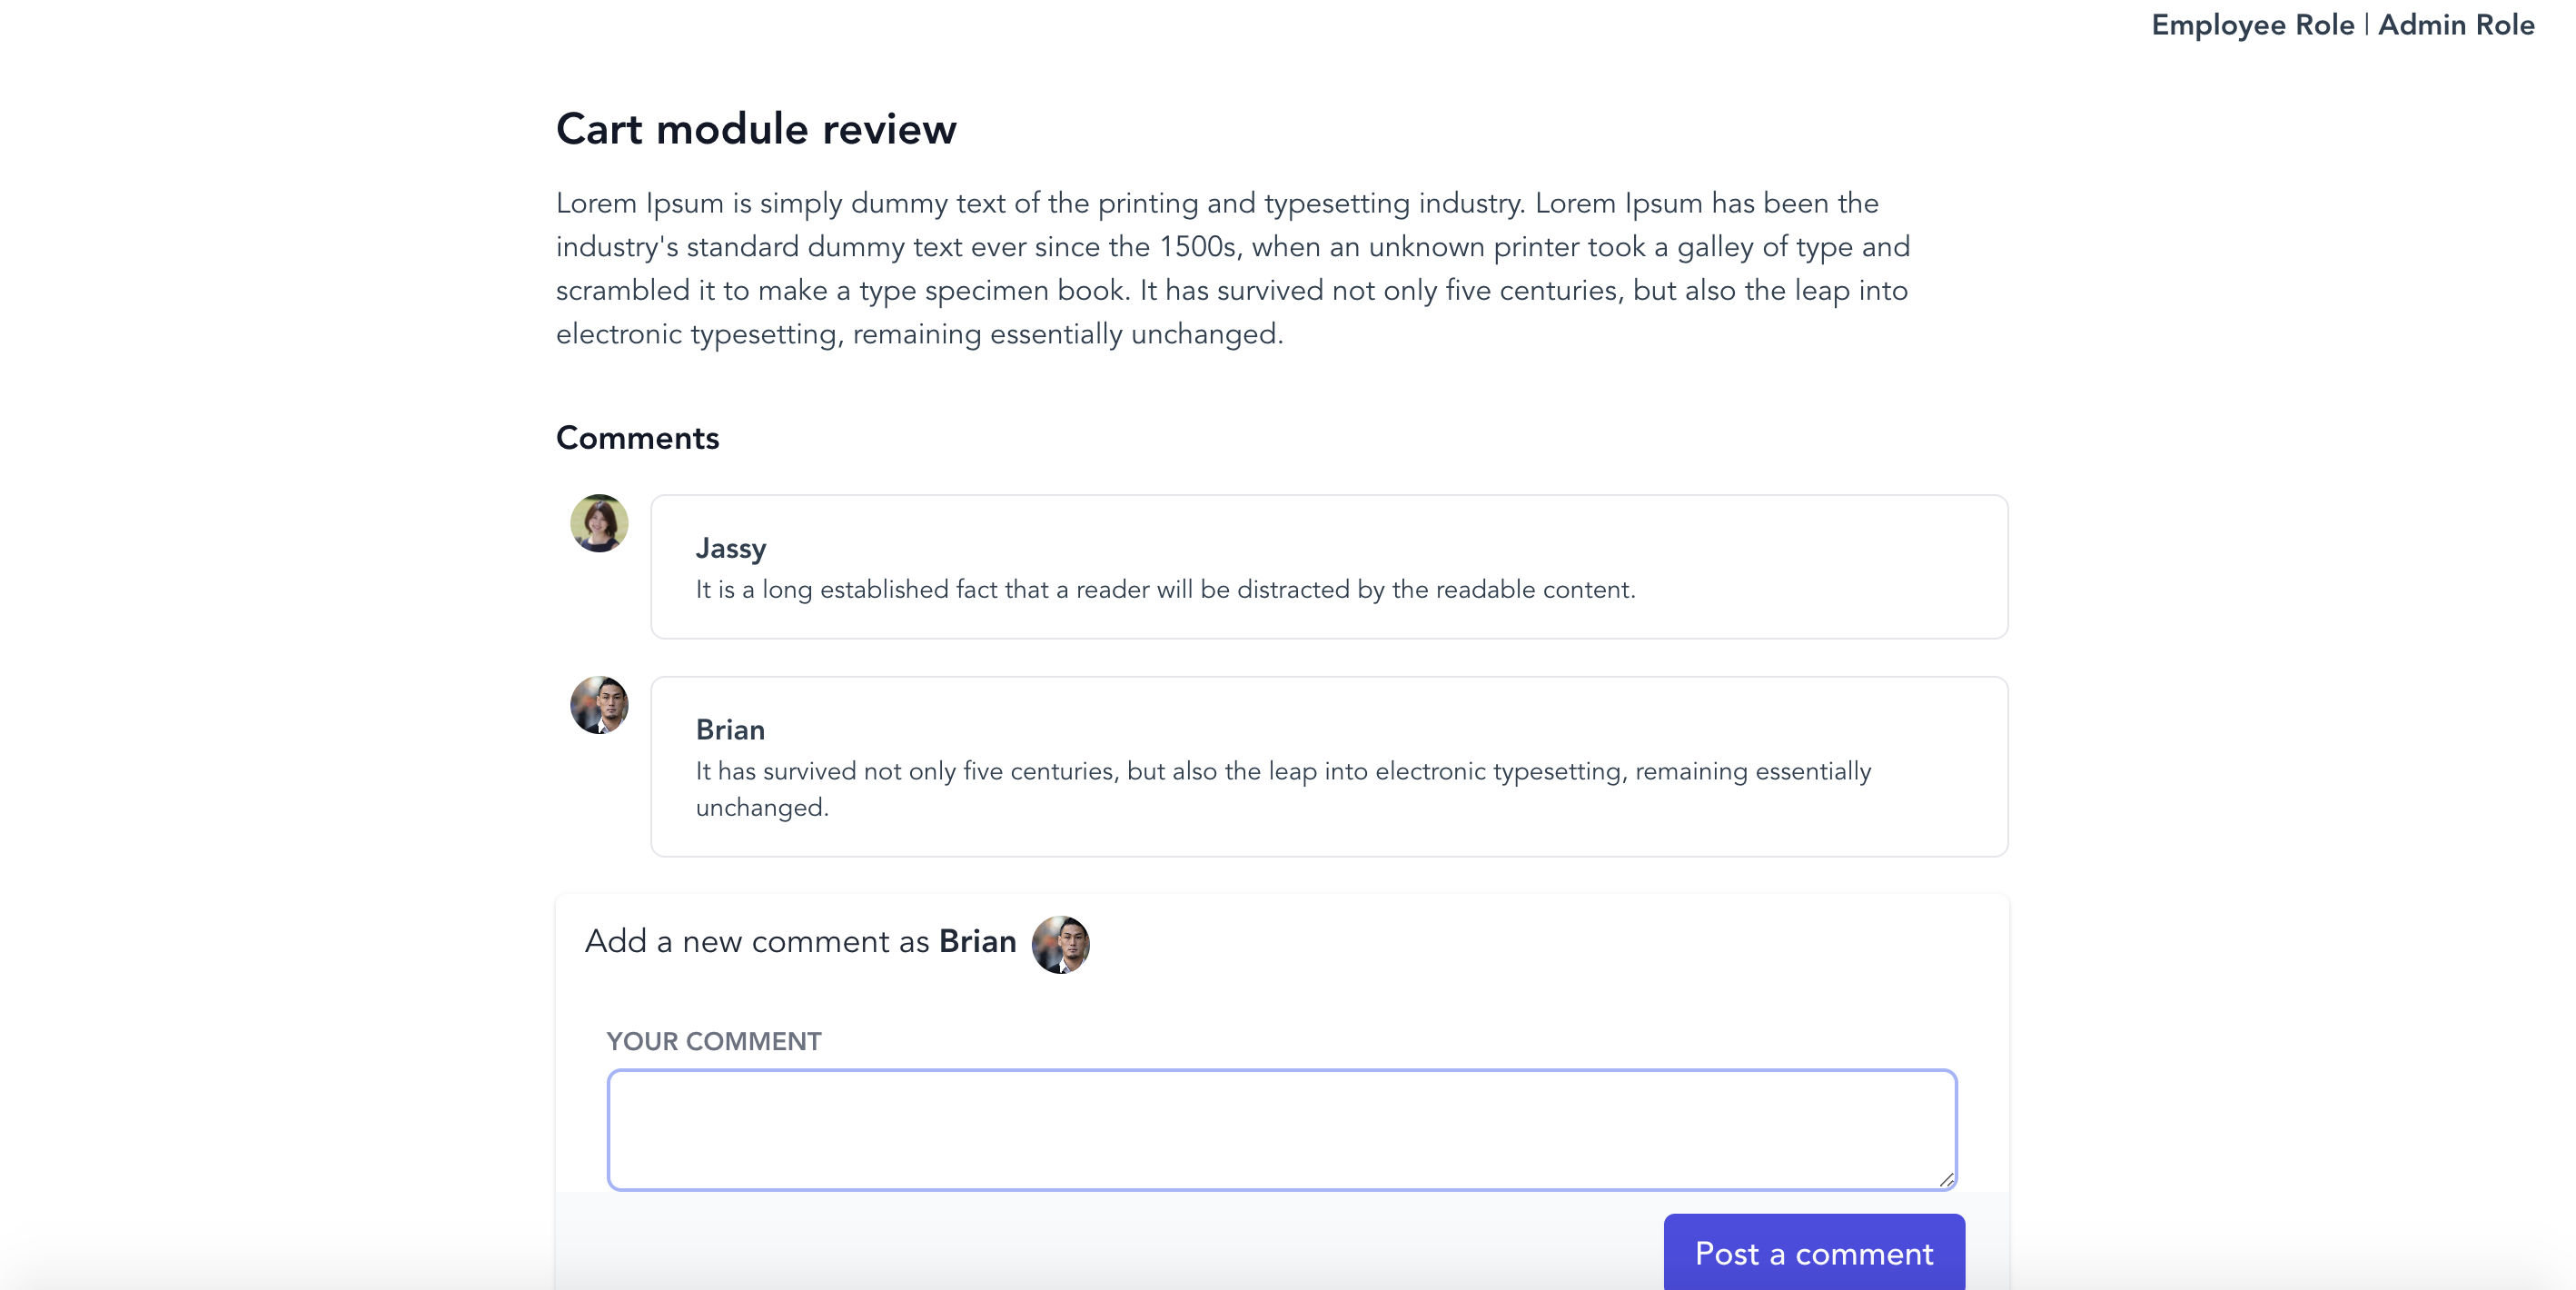 Employee Role | Admin Role
Cart module review
Lorem Ipsum is simply dummy text of the printing and typesetting industry. Lorem Ipsum has been the
industry's standard dummy text ever since the 1500s, when an unknown printer took a galley of type and
scrambled it to make a type specimen book. It has survived not only five centuries, but also the leap into
electronic typesetting, remaining essentially unchanged.
Comments
Jassy
It is a long established fact that a reader will be distracted by the readable content.
Brian
It has survived not only five centuries, but also the leap into electronic typesetting, remaining essentially
unchanged.
Add a new comment as Brian
YOUR COMMENT
Post a comment